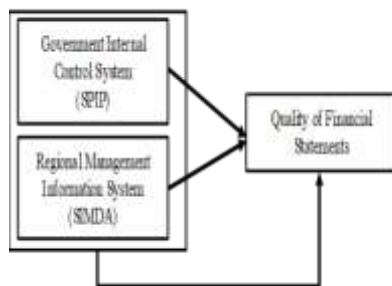 Government Internal
Control System
(SPIP)
Regional Management
Information System
(SIMDA)
Quality of Financial
Statements